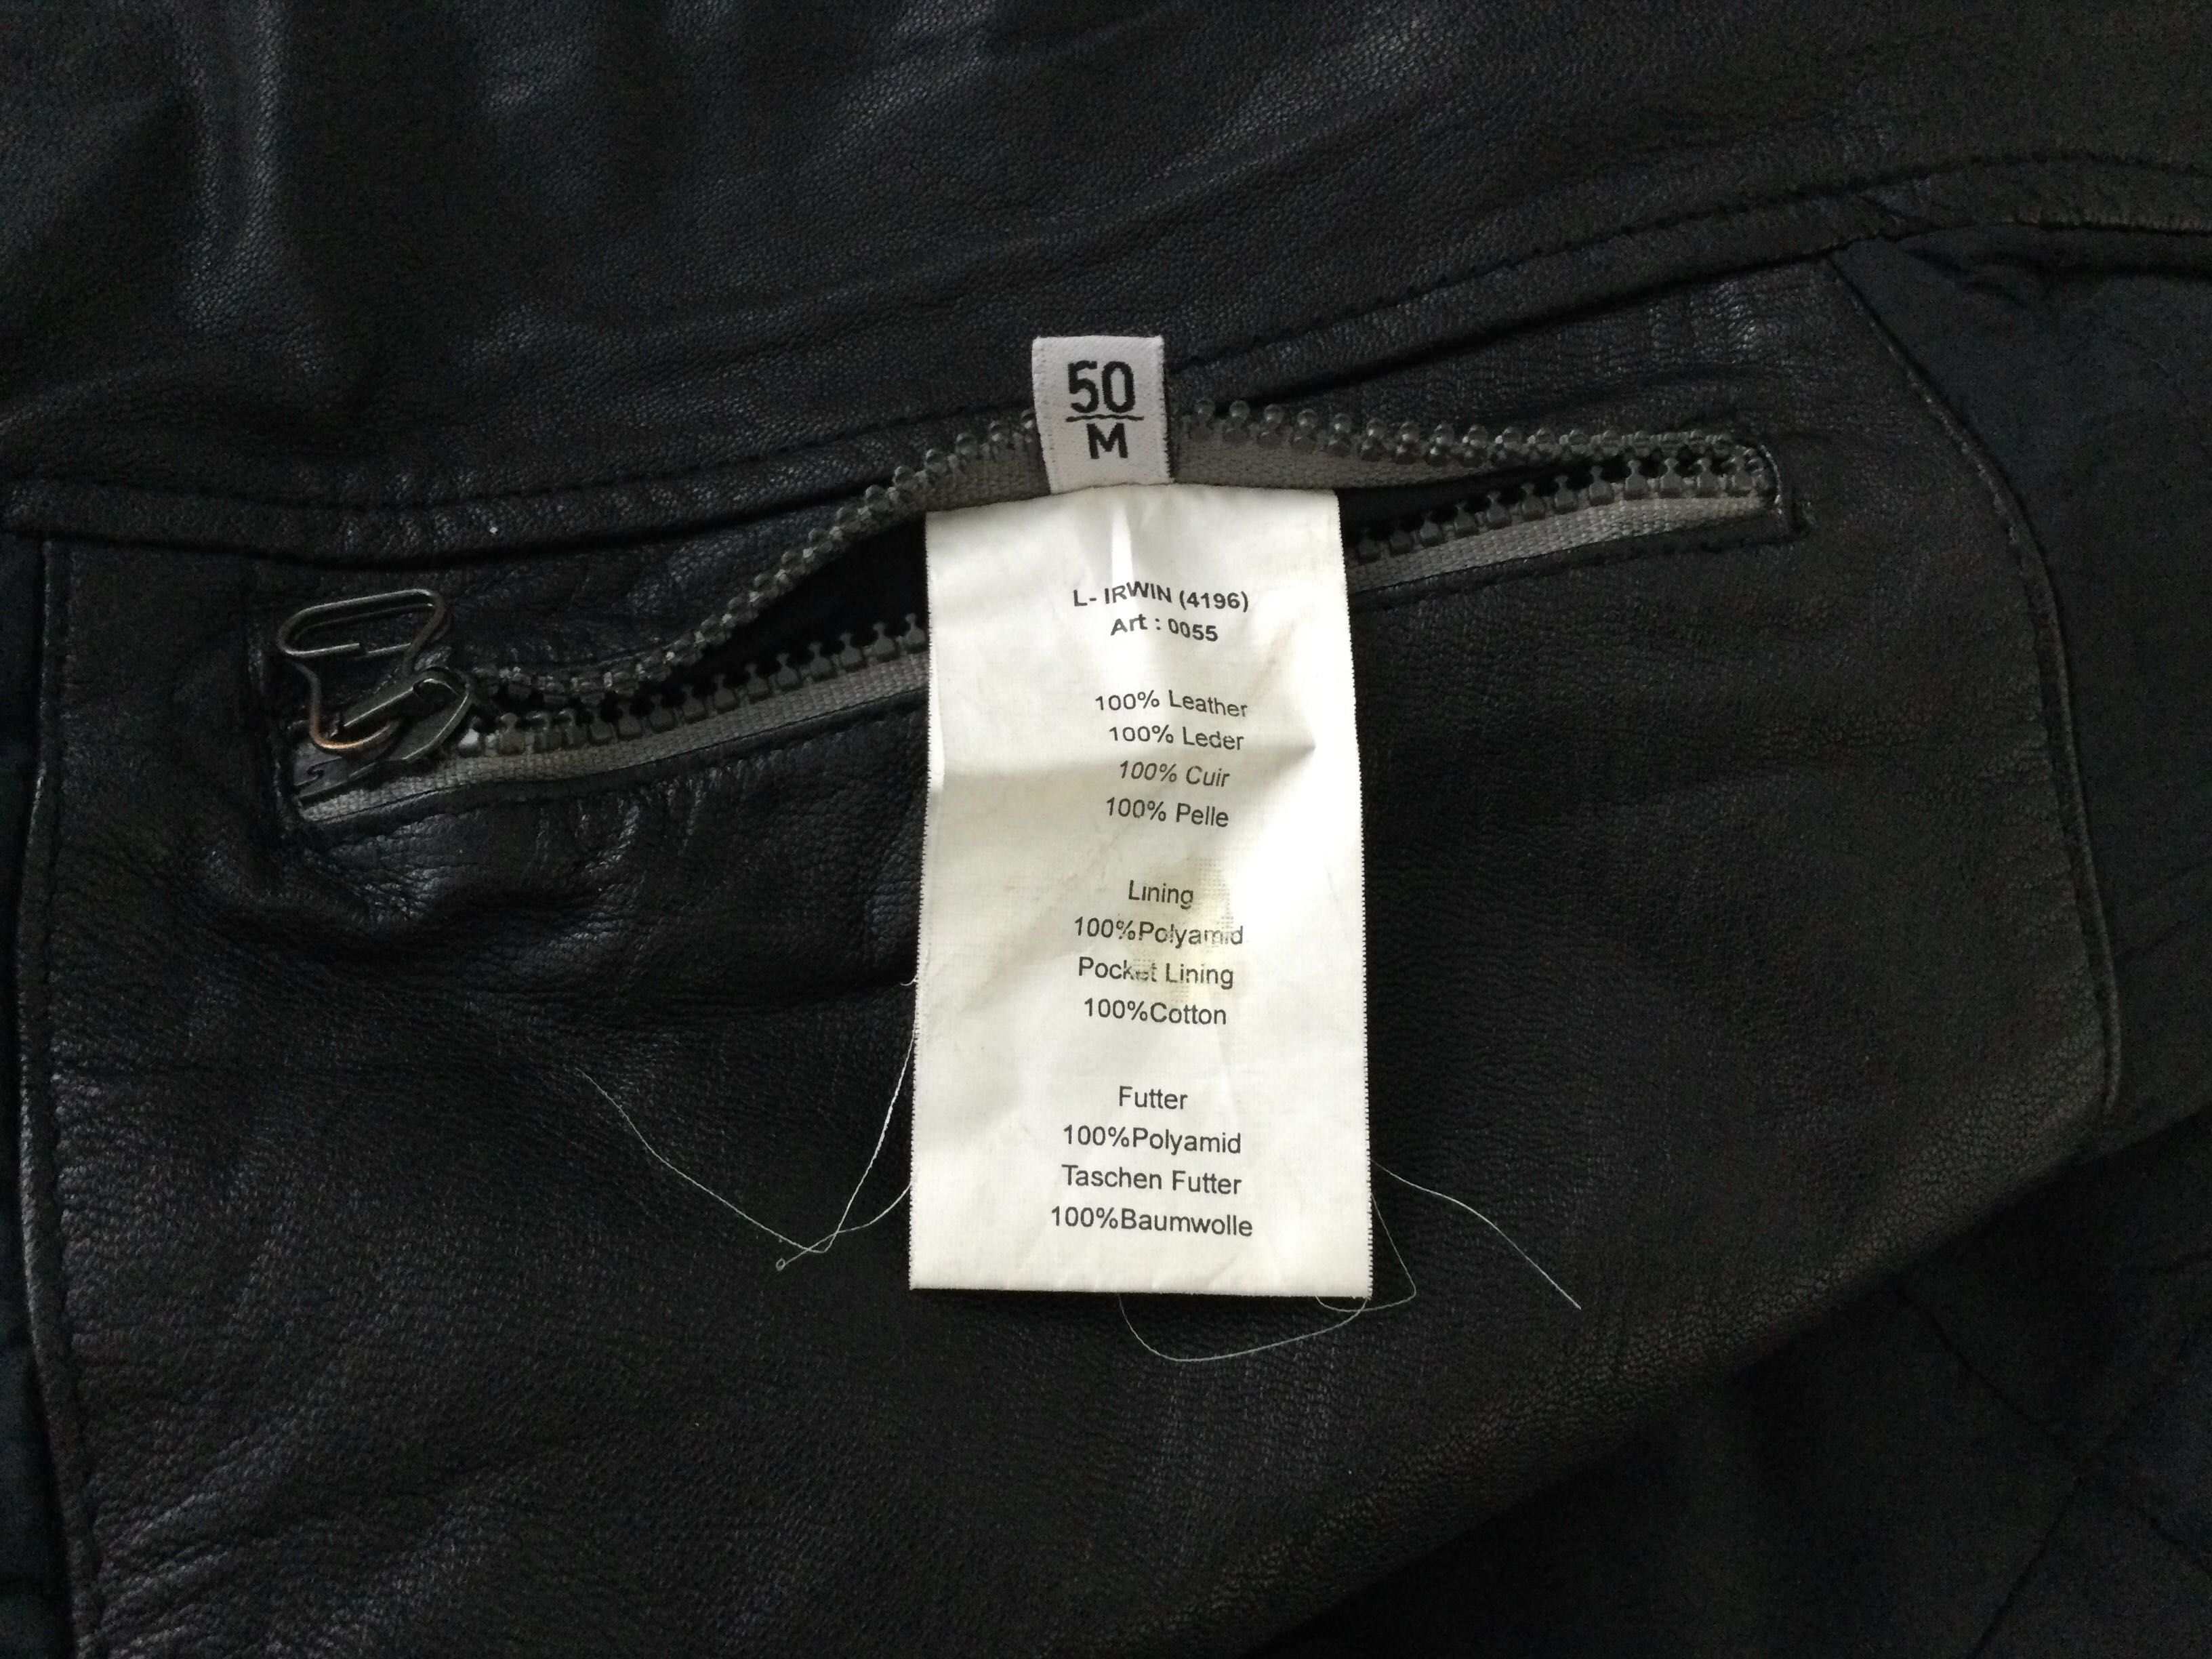 50
M
L- IRWIN (4196)
Art : 0055
100% Leather
100% Leder
100% Cuir
100% Pelle
Lining
100%Polyamid
Pocket Lining
100%Cotton
Futter
100%Polyamid
Taschen Futter
100%Baumwolle